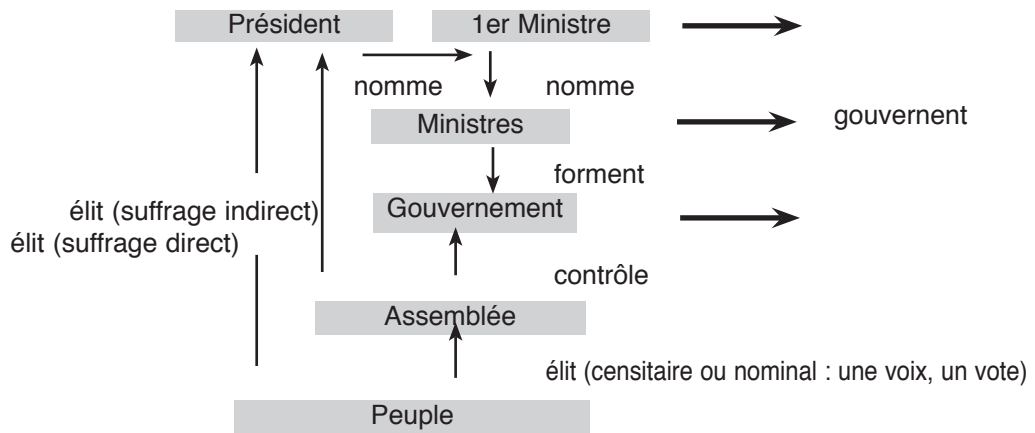 Président
1er Ministre
nomme
nomme
Ministres
gouvernent
forment
élit (suffrage indirect)
Gouvernement
élit (suffrage direct)
contrôle
Assemblée
élit (censitaire ou nominal : une voix, un vote)
Peuple